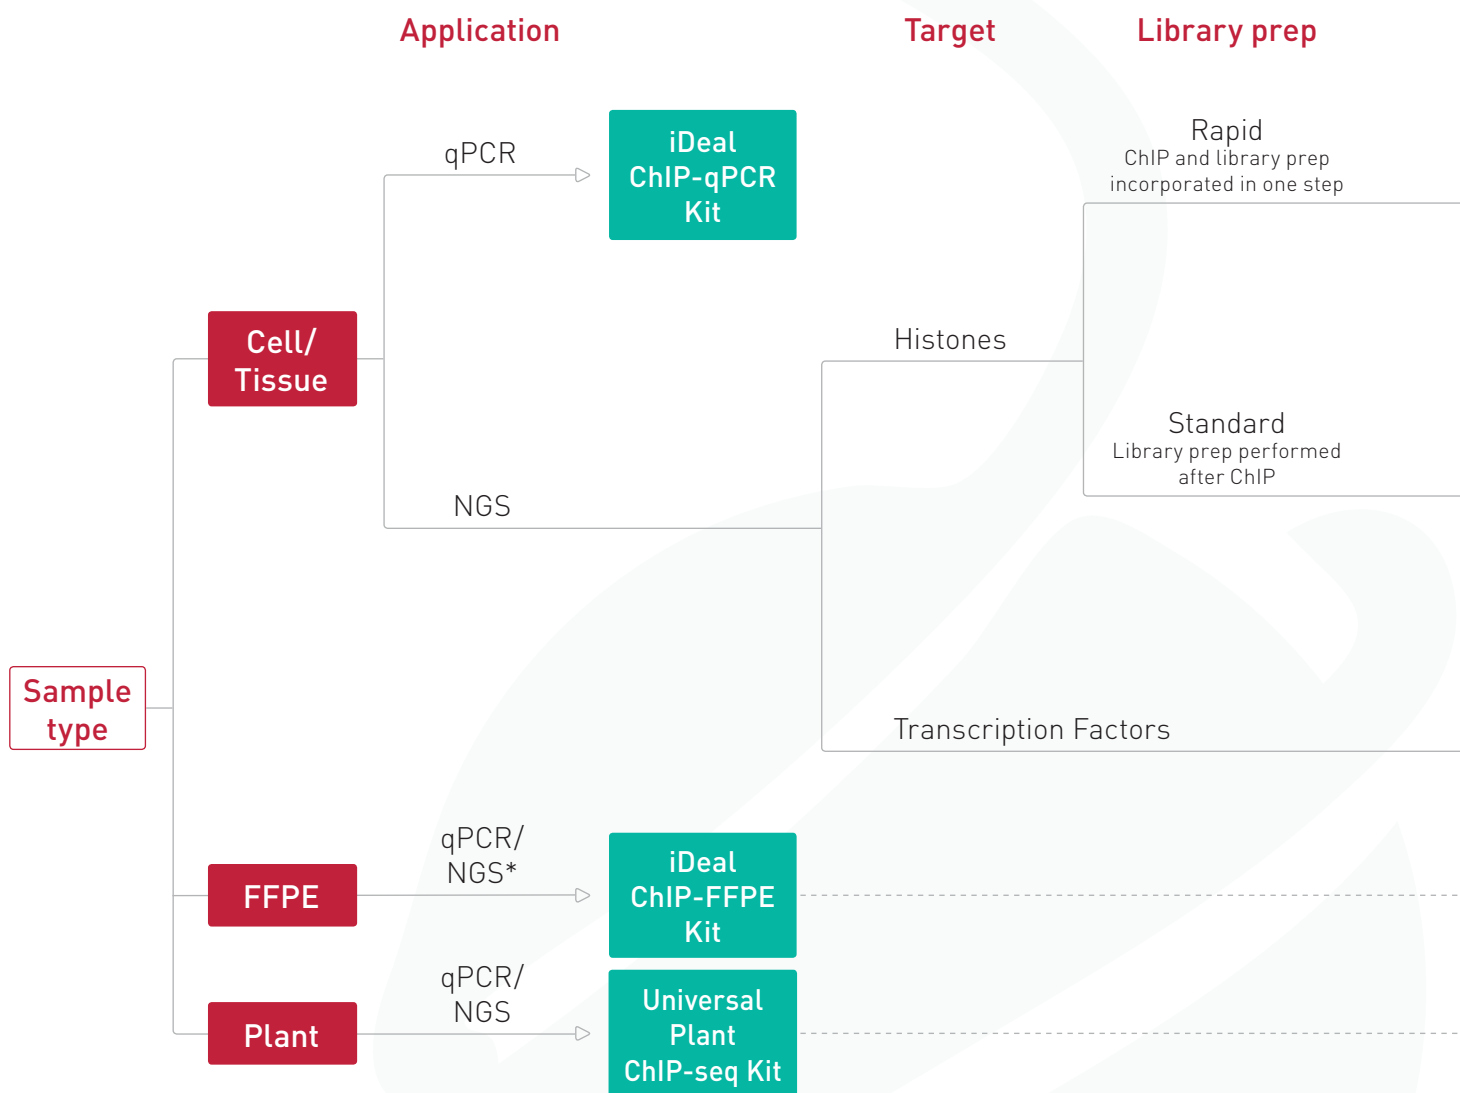 Application
Target
Library prep
qPCR
iDeal
ChIP-qPCR
Kit
Rapid
ChIP and library prep
incorporated in one step
Cell/
Tissue
Histones
Standard
Library prep performed
after ChIP
NGS
Sample
type
Transcription Factors
qPCR/
NGS*
FFPE
iDeal
ChIP-FFPE
Kit
qPCR/
NGS
Plant
Universal
Plant
ChIP-seq Kit